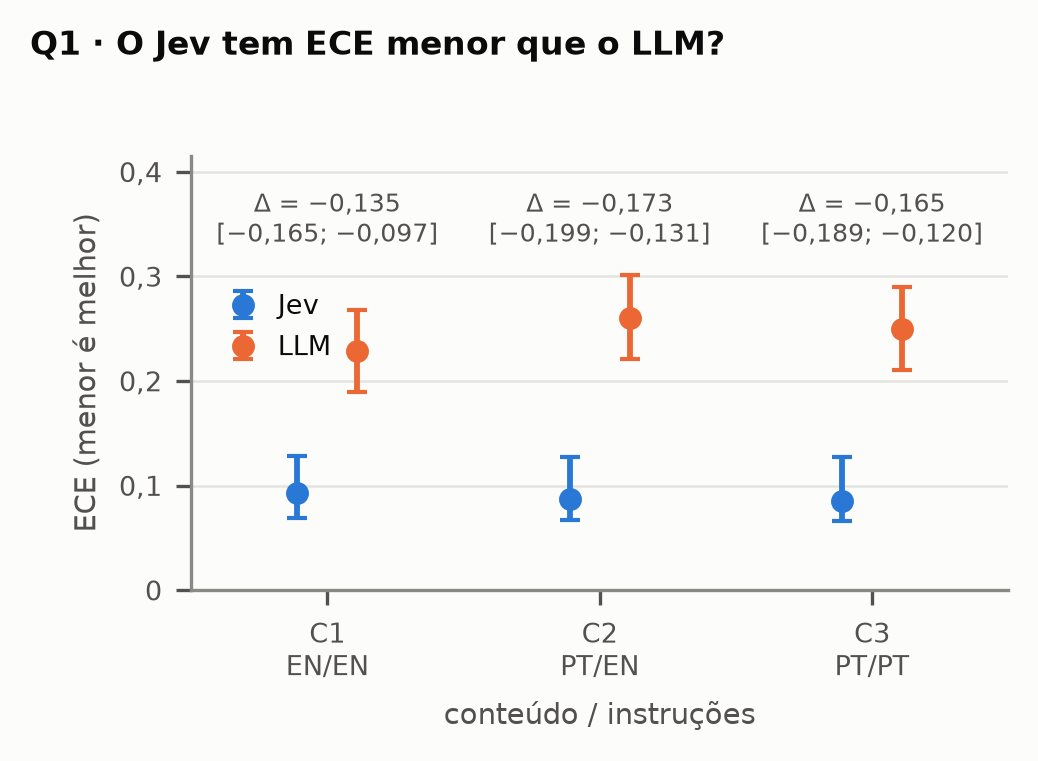 Q1 · O Jev tem ECE menor que o LLM?
0,4
Δ = −0,135
[−0,165; −0,097]
Δ = −0,173
[−0,199; −0,131]
Δ = −0,165
[−0,189; −0,120]
0,3
Jev
LLM
0,2
0,1
0
ECE (menor é melhor)
C1
EN/EN
C2
PT/EN
C3
PT/PT
conteúdo / instruções